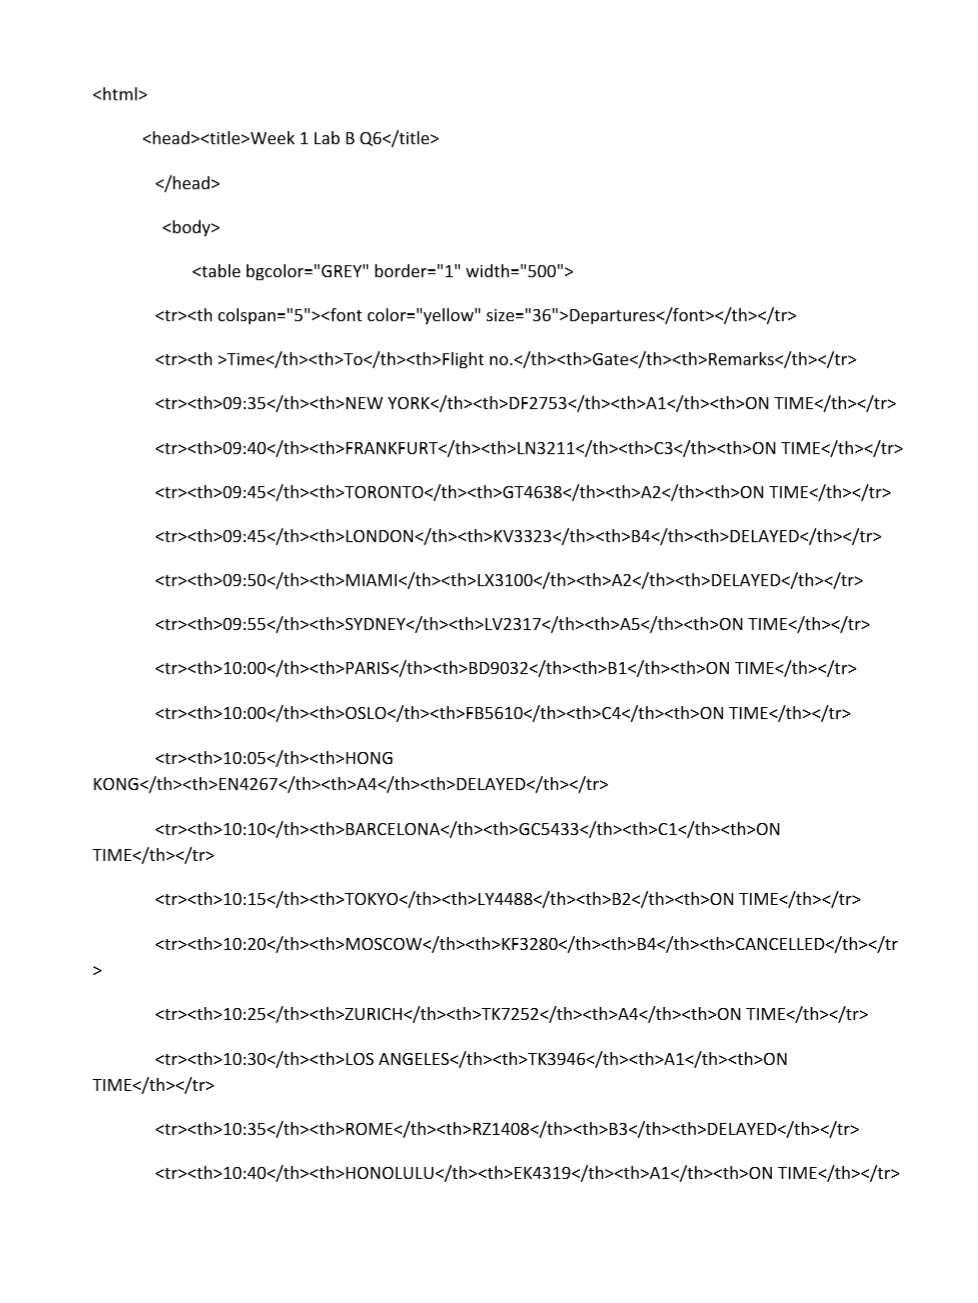 <html>
<head><title>Week 1 Lab B Q6</title>
</head>
<body>
<table bgcolor="GREY" border="1" width="500">
<tr><th colspan="5"><font color="yellow" size="36">Departures</font></th></tr>
<tr><th >Time</th><th>To</th><th>Flight no.</th><th>Gate</th><th>Remarks</th></tr>
<tr><th>09:35</th><th>NEW YORK</th><th>DF2753</th><th>A1</th><th>ON TIME</th></tr>
<tr><th>09:40</th><th>FRANKFURT</th><th>LN3211</th><th>C3</th><th>ON TIME</th></tr>
<tr><th>09:45</th><th>TORONTO</th><th>GT4638</th><th>A2</th><th>ON TIME</th></tr>
<tr><th>09:45</th><th>LONDON</th><th>KV3323</th><th>B4</th><th>DELAYED</th></tr>
<tr><th>09:50</th><th>MIAMI</th><th>LX3100</th><th>A2</th><th>DELAYED</th></tr>
<tr><th>09:55</th><th>SYDNEY</th><th>LV2317</th><th>A5</th><th>ON TIME</th></tr>
<tr><th>10:00</th><th>PARIS</th><th>BD9032</th><th>B1</th><th>ON TIME</th></tr>
<tr><th>10:00</th><th>OSLO</th><th>FB5610</th><th>C4</th><th>ON TIME</th></tr>
<tr><th>10:05</th><th>HONG
KONG</th><th>EN4267</th><th>A4</th><th>DELAYED</th></tr>
<tr><th>10:10</th><th>BARCELONA</th><th>GC5433</th><th>C1</th><th>ON
TIME</th></tr>
<tr><th>10:15</th><th>TOKYO</th><th>LY4488</th><th>B2</th><th>ON TIME</th></tr>
<tr><th>10:20</th><th>MOSCOW</th><th>KF3280</th><th>B4</th><th>CANCELLED</th></tr
>
<tr><th>10:25</th><th>ZURICH</th><th>TK7252</th><th>A4</th><th>ON TIME</th></tr>
<tr><th>10:30</th><th>LOS ANGELES</th><th>TK3946</th><th>A1</th><th>ON
TIME</th></tr>
<tr><th>10:35</th><th>ROME</th><th>RZ1408</th><th>B3</th><th>DELAYED</th></tr>
<tr><th>10:40</th><th>HONOLULU</th><th>EK4319</th><th>A1</th><th>ON TIME</th></tr>